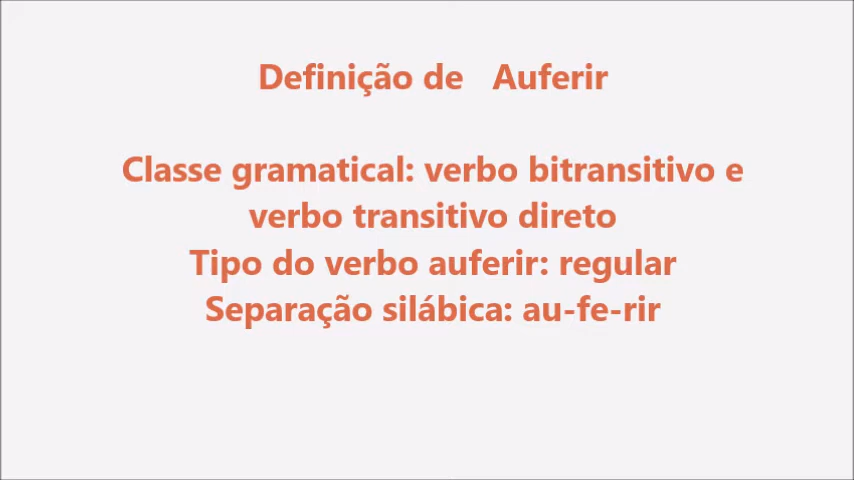 Definição de   Auferir
Classe gramatical: verbo bitransitivo e
verbo transitivo direto
Tipo do verbo auferir: regular
Separação silábica: au-fe-rir